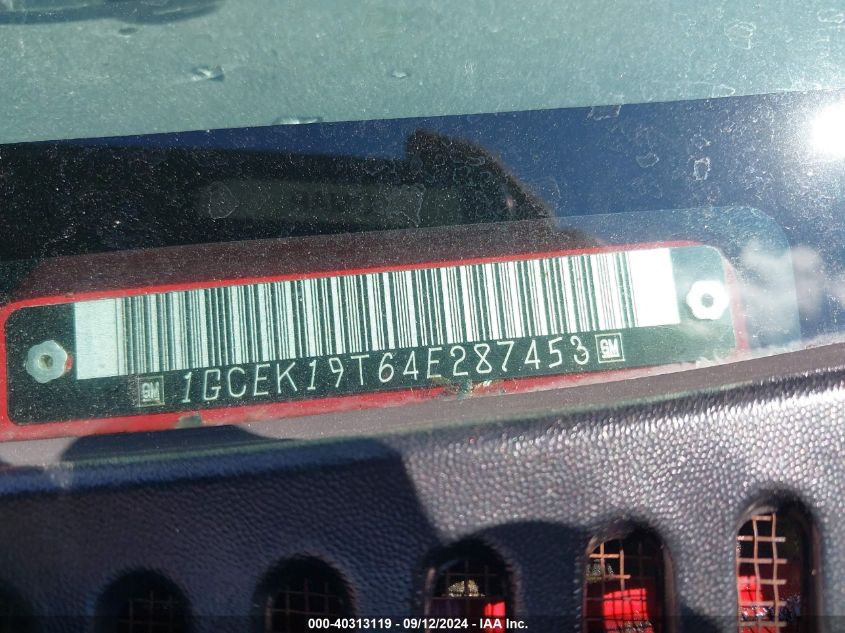 GM 1GCEK19T64E287453 GM
000-40313119 - 09/12/2024 - IAA Inc.